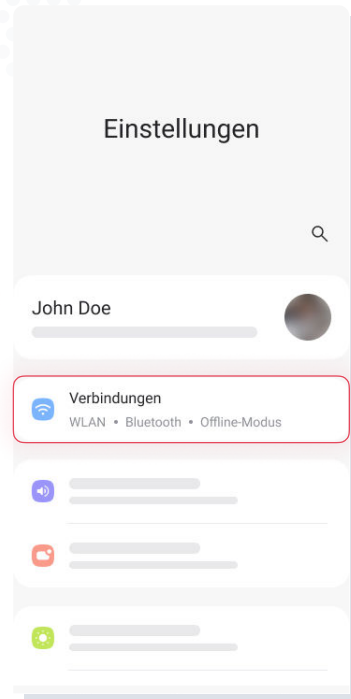 Einstellungen
John Doe
Verbindungen
WLAN • Bluetooth • Offline-Modus